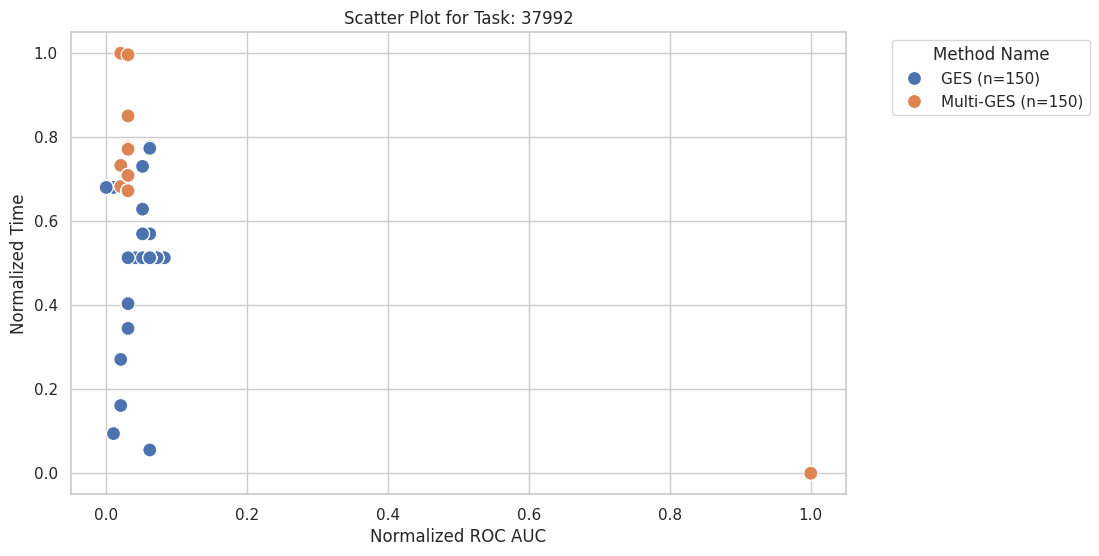 Scatter Plot for Task: 37992
Normalized Time
1.0
0.8
0.6
0.4
0.2
0.0
0.0 0.2 0.4 0.6 0.8 1.0
Normalized ROC AUC
Method Name
GES (n=150)
Multi-GES (n=150)